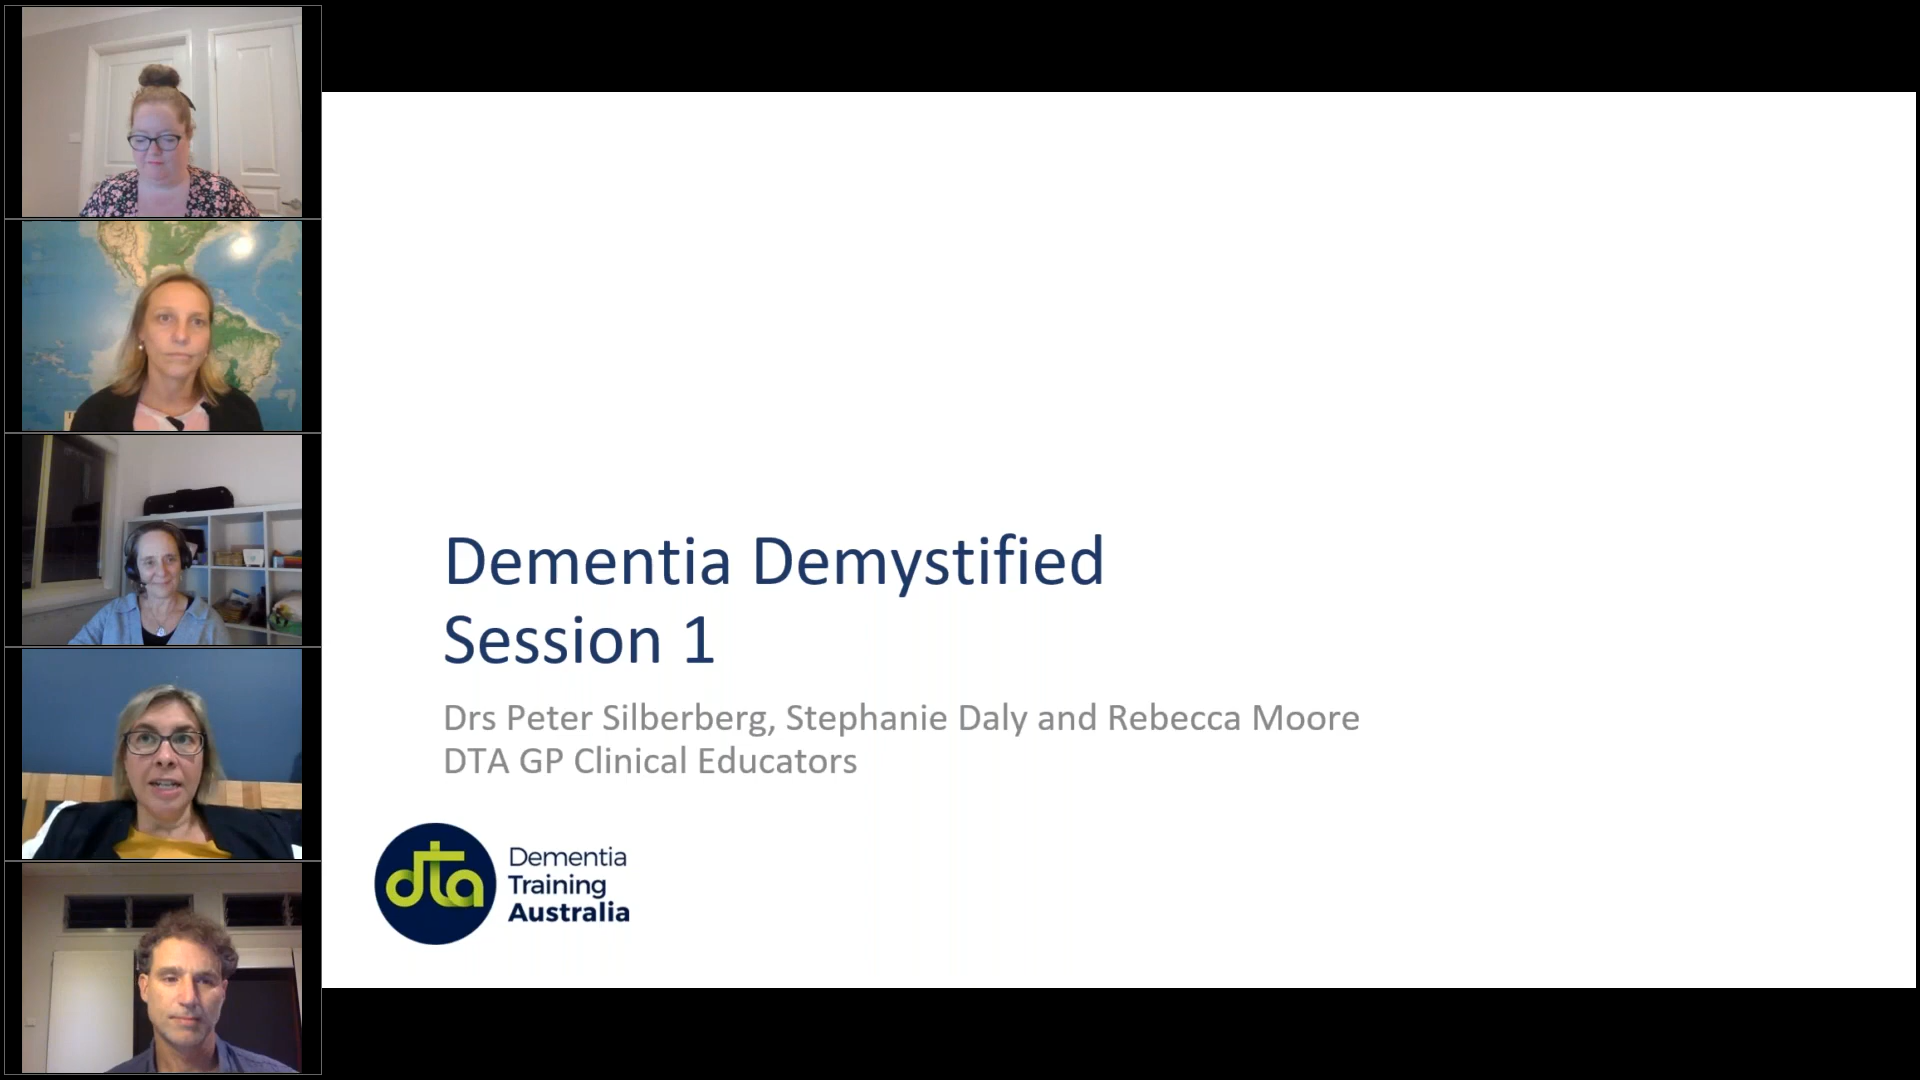 Dementia Demystified
Session 1
Drs Peter Silberberg, Stephanie Daly and Rebecca Moore
DTA GP Clinical Educators
dta
Dementia
Training
Australia